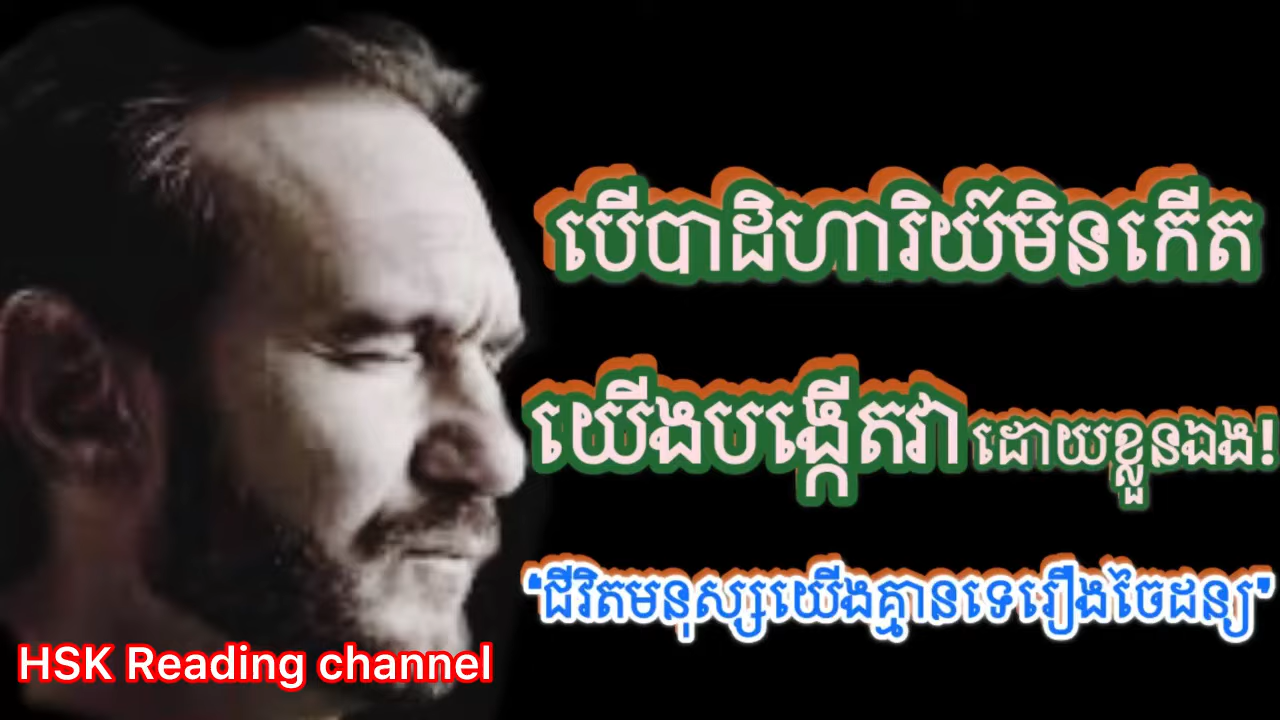 បើបាដិហារិយ៍មិនកើត
យើងបង្កើតវា ដោយខ្លួនឯង!
‘ជីវិតមនុស្សយើងគ្មានទេរឿងចៃដន្យ’
HSK Reading channel